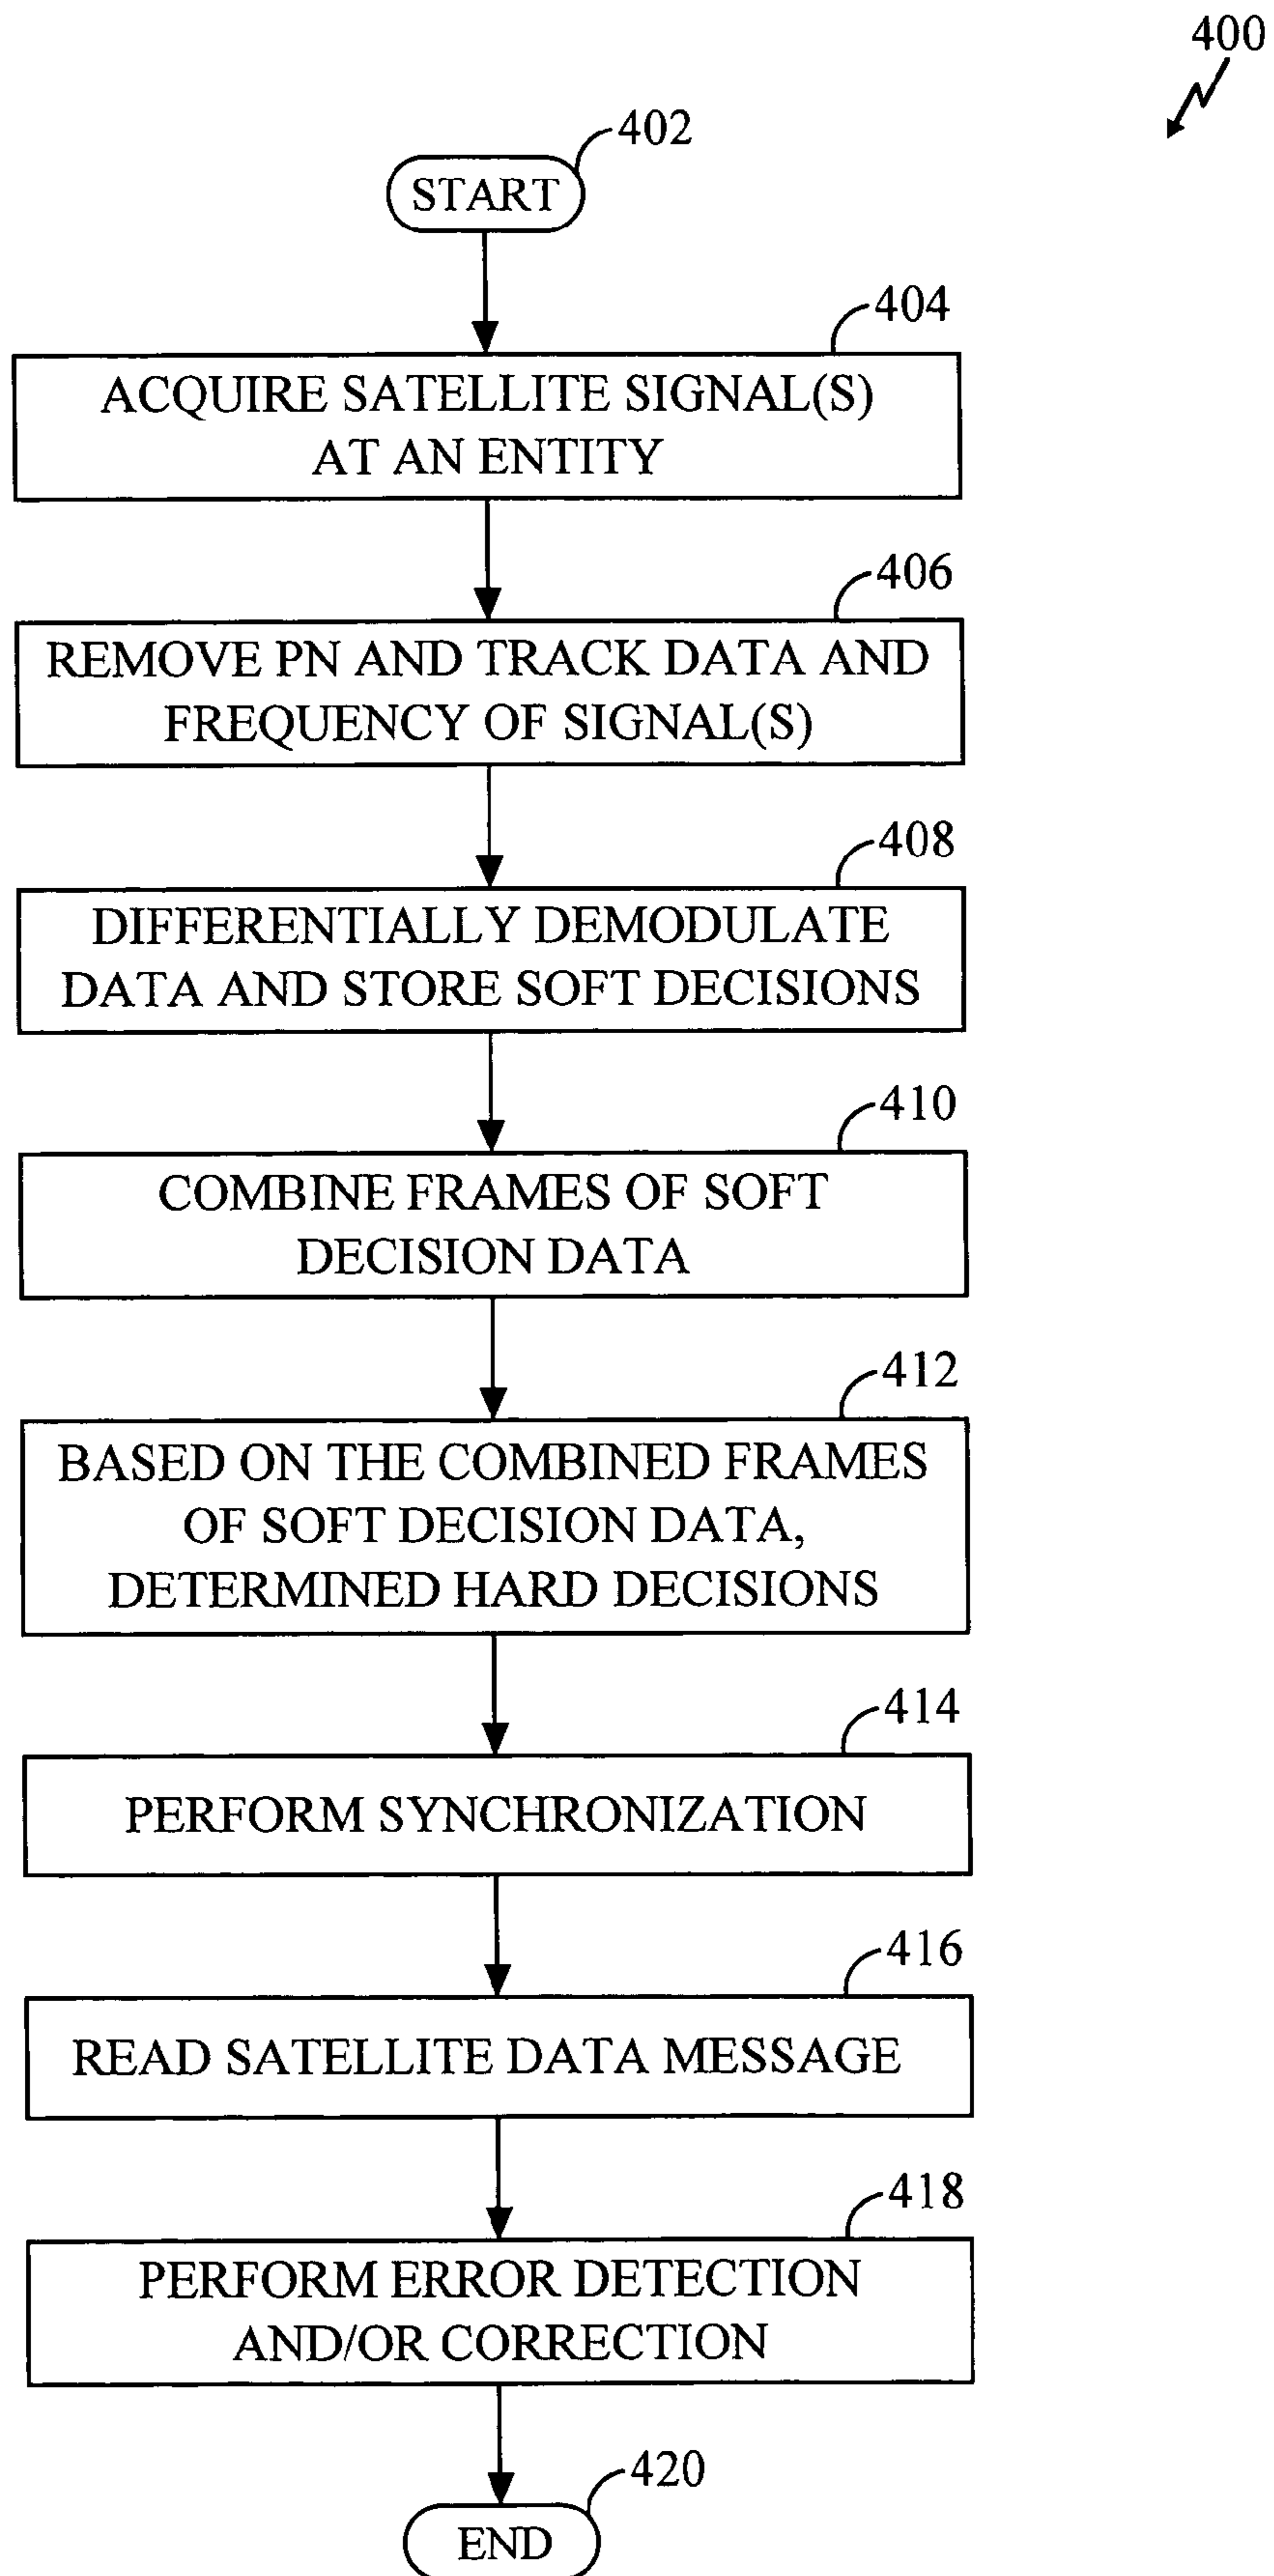 400
402
START
404
ACQUIRE SATELLITE SIGNAL(S)
AT AN ENTITY
406
REMOVE PN AND TRACK DATA AND
FREQUENCY OF SIGNAL(S)
408
DIFFERENTIALLY DEMODULATE
DATA AND STORE SOFT DECISIONS
410
COMBINE FRAMES OF SOFT
DECISION DATA
412
BASED ON THE COMBINED FRAMES
OF SOFT DECISION DATA,
DETERMINED HARD DECISIONS
414
PERFORM SYNCHRONIZATION
416
READ SATELLITE DATA MESSAGE
418
PERFORM ERROR DETECTION
AND/OR CORRECTION
420
END